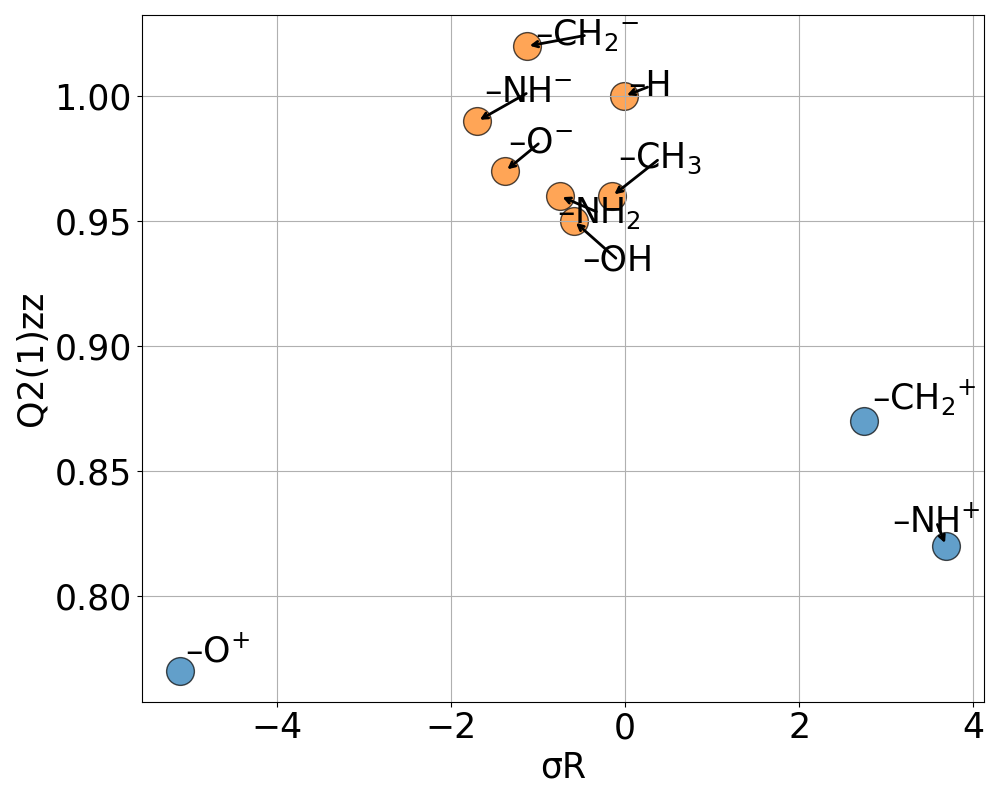 –CH₂⁻
–H
–NH⁻
–O⁻
–CH₃
–NH₂
–OH
–CH₂⁺
–NH⁺
–O⁺
1.00
0.95
0.90
0.85
0.80
Q2(1)zz
−4
−2
0
2
4
σR